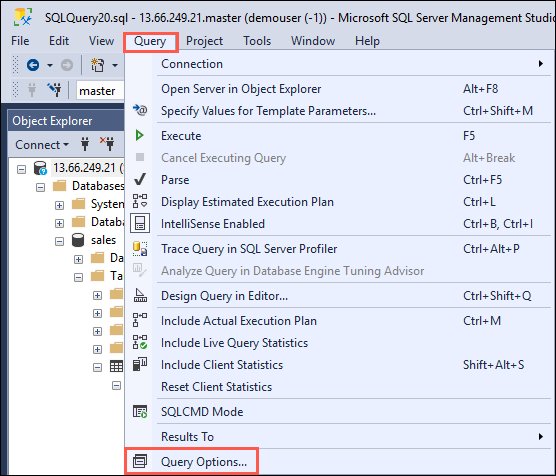 SQLQuery20.sql - 13.66.249.21.master (demouser (-1)) - Microsoft SQL Server Management Studio
File Edit View Query Project Tools Window Help
master
Object Explorer
Connect
13.66.249.21 (
Databases
System
Databa
sales
Da
Ta
Connection
Open Server in Object Explorer Alt+F8
Specify Values for Template Parameters... Ctrl+Shift+M
Execute F5
Cancel Executing Query Alt+Break
Parse Ctrl+F5
Display Estimated Execution Plan Ctrl+L
IntelliSense Enabled Ctrl+B, Ctrl+I
Trace Query in SQL Server Profiler Ctrl+Alt+P
Analyze Query in Database Engine Tuning Advisor
Design Query in Editor... Ctrl+Shift+Q
Include Actual Execution Plan Ctrl+M
Include Live Query Statistics
Include Client Statistics Shift+Alt+S
Reset Client Statistics
SQLCMD Mode
Results To
Query Options...